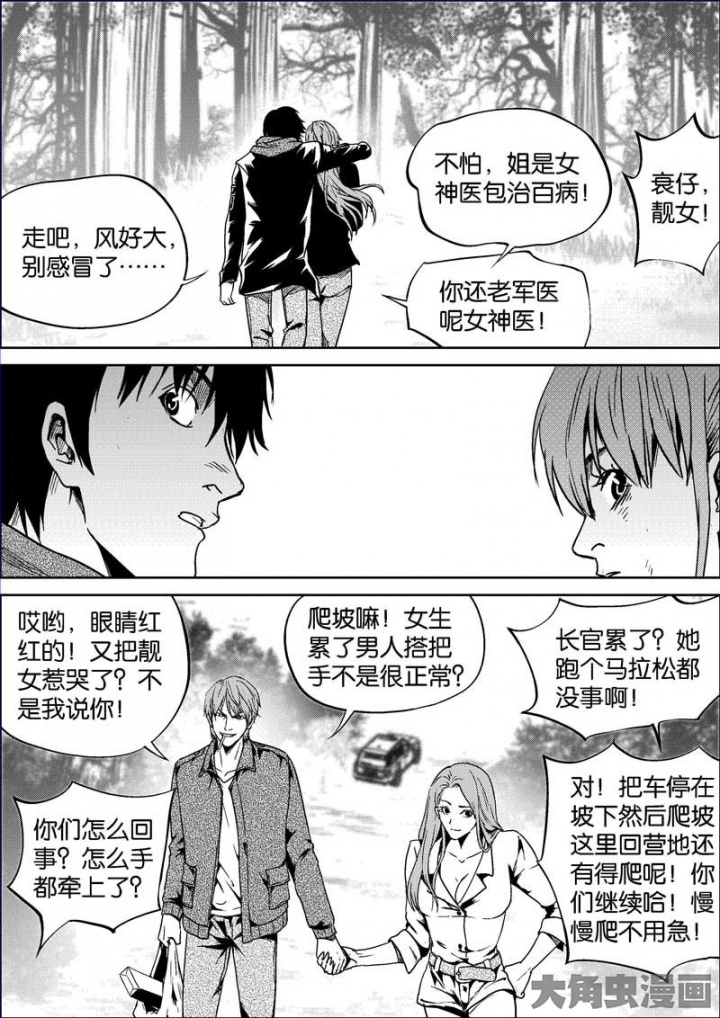 走吧，风好大，
别感冒了……
不怕，姐是女
神医包治百病！
你还老军医
呢女神医！
衰仔，
靓女！
哎哟，眼睛红
红的！又把靓
女惹哭了？不
是我说你！
你们怎么回
事？怎么手
都牵上了？
爬坡嘛！女生
累了男人搭把
手不是很正常？
长官累了？她
跑个马拉松都
没事啊！
对！把车停在
坡下然后爬坡
这里回营地还
有得爬呢！你
们继续哈！慢
慢爬不用急！
大角虫漫画